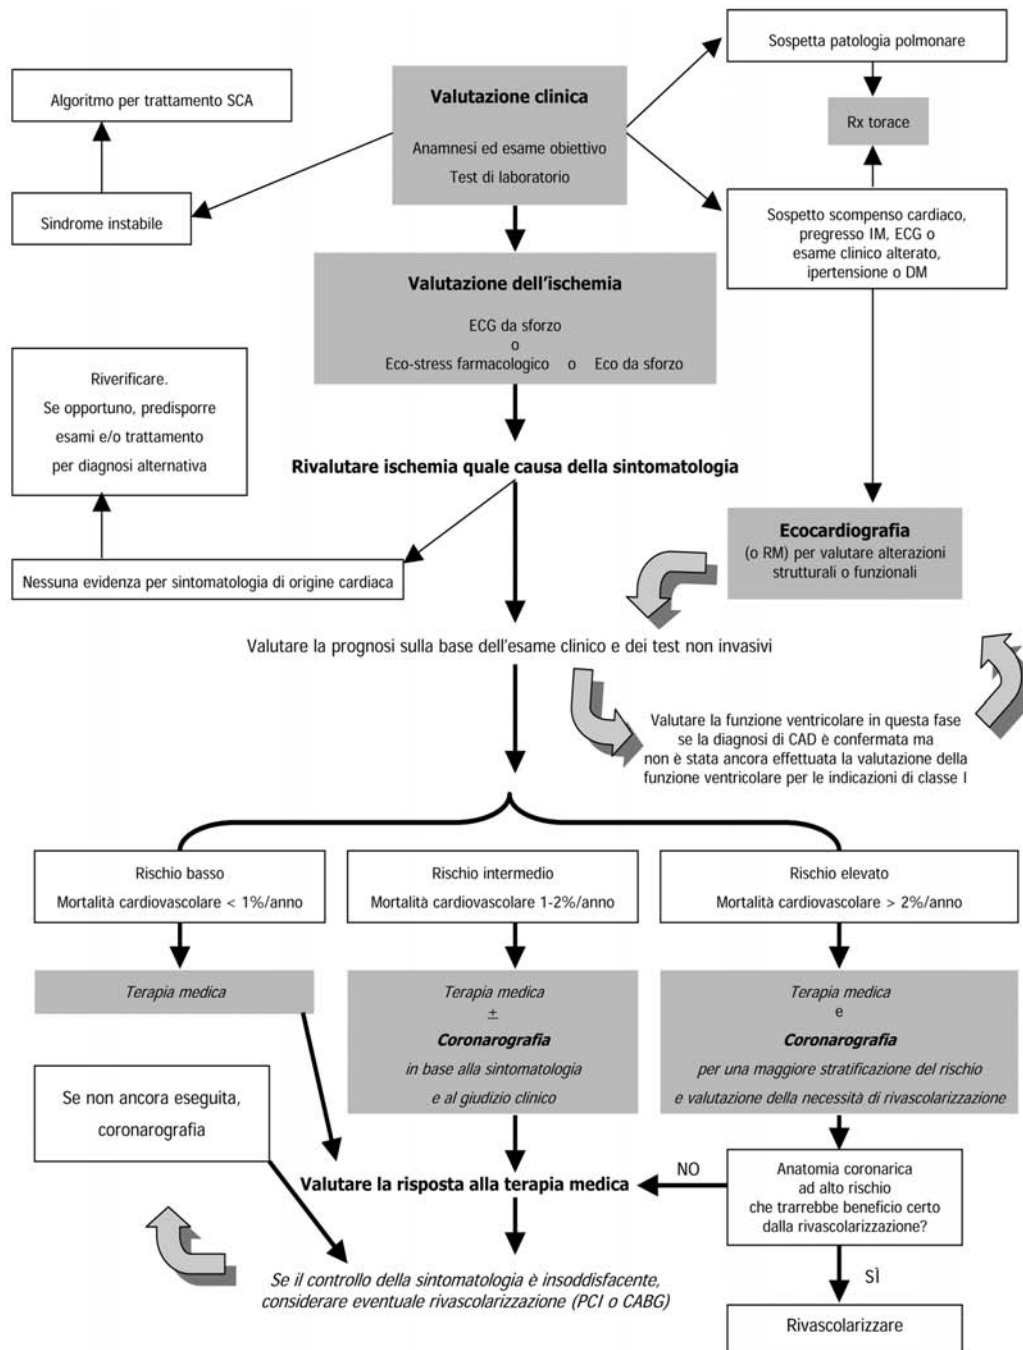 Sospetta patologia polmonare
Algoritmo per trattamento SCA
Valutazione clinica
Anamnesi ed esame obiettivo
Test di laboratorio
Rx torace
Sindrome instabile
Sospetto scompenso cardiaco,
pregresso IM, ECG o
esame clinico alterato,
ipertensione o DM
Valutazione dell'ischemia
ECG da sforzo
o
Eco-stress farmacologico o Eco da sforzo
Riverificare.
Se opportuno, predisporre
esami e/o trattamento
per diagnosi alternativa
Rivalutare ischemia quale causa della sintomatologia
Ecocardiografia
(o RM) per valutare alterazioni
strutturali o funzionali
Nessuna evidenza per sintomatologia di origine cardiaca
Valutare la prognosi sulla base dell'esame clinico e dei test non invasivi
Valutare la funzione ventricolare in questa fase
se la diagnosi di CAD è confermata ma
non è stata ancora effettuata la valutazione della
funzione ventricolare per le indicazioni di classe I
Rischio basso
Mortalità cardiovascolare < 1%/anno
Rischio intermedio
Mortalità cardiovascolare 1-2%/anno
Rischio elevato
Mortalità cardiovascolare > 2%/anno
Terapia medica
Terapia medica
±
Coronarografia
in base alla sintomatologia
e al giudizio clinico
Terapia medica
e
Coronarografia
per una maggiore stratificazione del rischio
e valutazione della necessità di rivascolarizzazione
Se non ancora eseguita,
coronarografia
Valutare la risposta alla terapia medica
NO
Anatomia coronarica
ad alto rischio
che trarrebbe beneficio certo
dalla rivascolarizzazione?
SÌ
Se il controllo della sintomatologia è insoddisfacente,
considerare eventuale rivascolarizzazione (PCI o CABG)
Rivascolarizzare